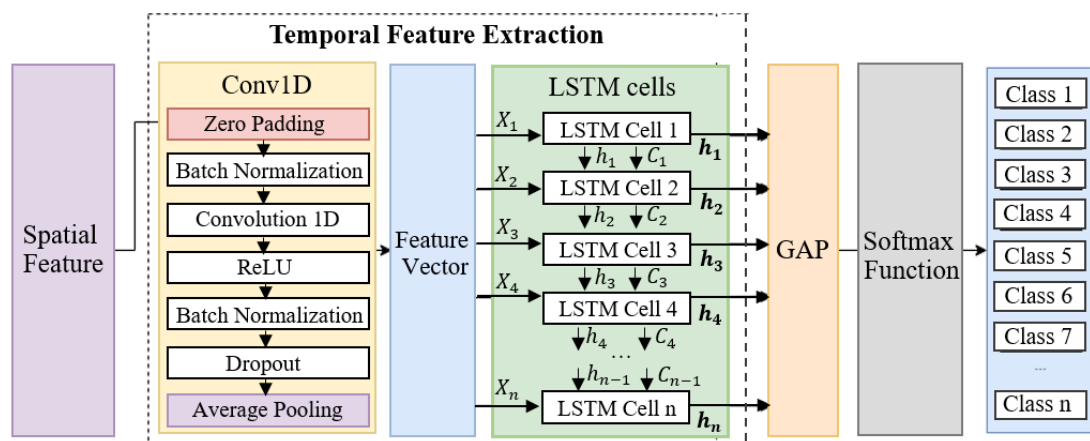 Temporal Feature Extraction
Spatial
Feature
Conv1D
Zero Padding
Batch Normalization
Convolution 1D
ReLU
Batch Normalization
Dropout
Average Pooling
Feature
Vector
X₁
X₂
X₃
X₄
Xₙ
LSTM cells
LSTM Cell 1
h₁ C₁
LSTM Cell 2
h₂ C₂
LSTM Cell 3
h₃ C₃
LSTM Cell 4
h₄ C₄
...
hₙ₋₁ Cₙ₋₁
LSTM Cell n
h₁
h₂
h₃
h₄
hₙ
GAP
Softmax
Function
Class 1
Class 2
Class 3
Class 4
Class 5
Class 6
Class 7
...
Class n